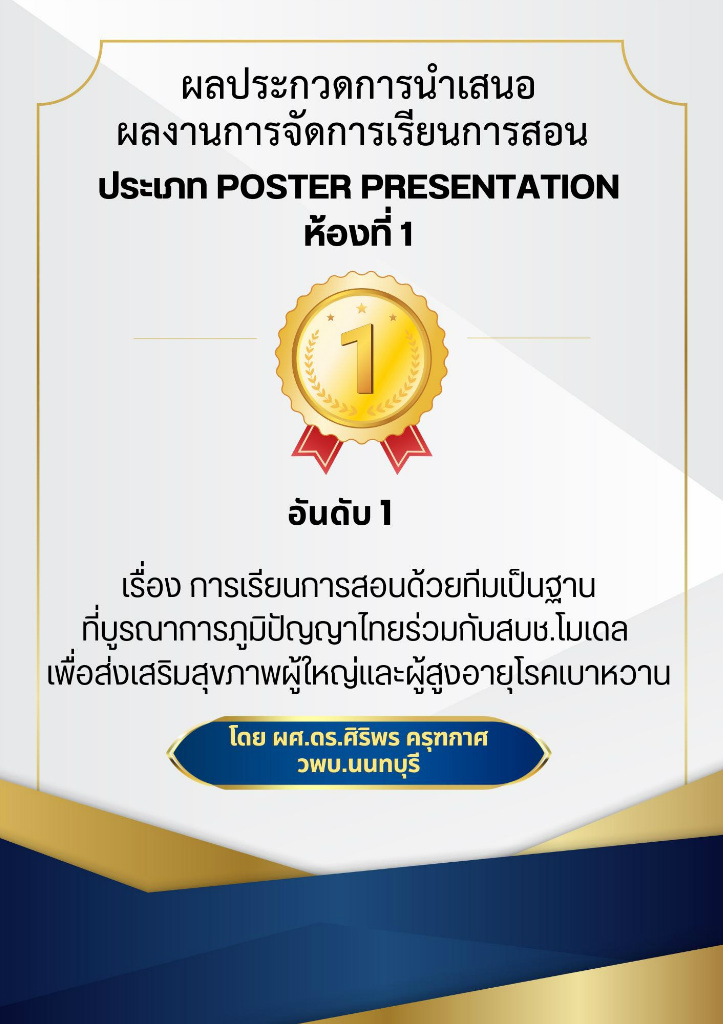 ผลประกวดการนำเสนอ
ผลงานการจัดการเรียนการสอน
ประเภท POSTER PRESENTATION
ห้องที่ 1
1
อันดับ 1
เรื่อง การเรียนการสอนด้วยทีมเป็นฐาน
ที่บูรณาการภูมิปัญญาไทยร่วมกับสบช.โมเดล
เพื่อส่งเสริมสุขภาพผู้ใหญ่และผู้สูงอายุโรคเบาหวาน
โดย ผศ.ดร.ศิริพร ครุฑกาศ
วพบ.นนทบุรี